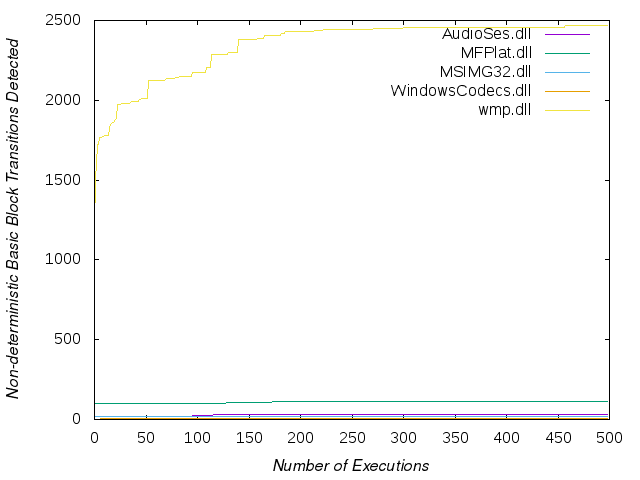 Non-deterministic Basic Block Transitions Detected
2500
2000
1500
1000
500
0
AudioSes.dll
MFPlat.dll
MSIMG32.dll
WindowsCodecs.dll
wmp.dll
0 50 100 150 200 250 300 350 400 450 500
Number of Executions